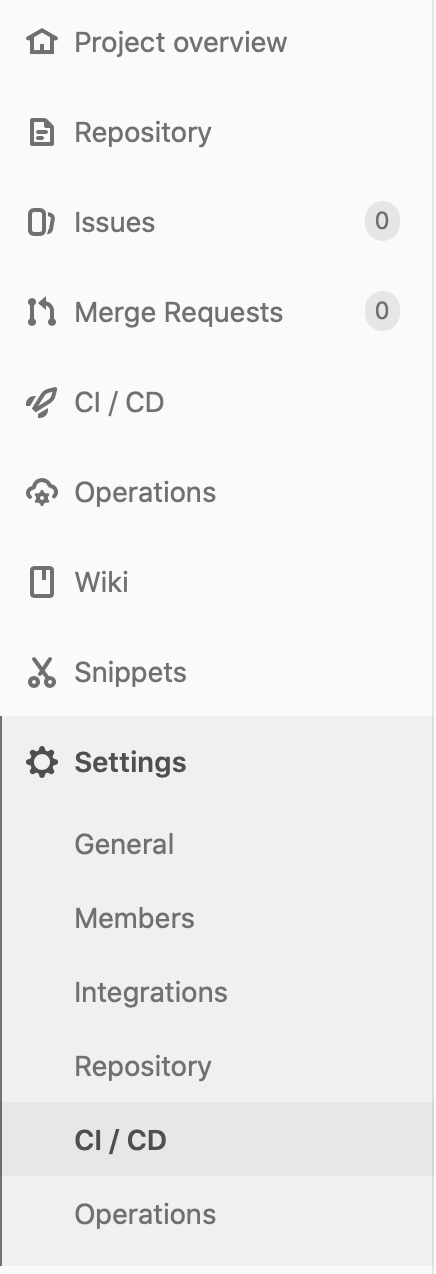 Project overview
Repository
Issues 0
Merge Requests 0
CI / CD
Operations
Wiki
Snippets
Settings
General
Members
Integrations
Repository
CI / CD
Operations